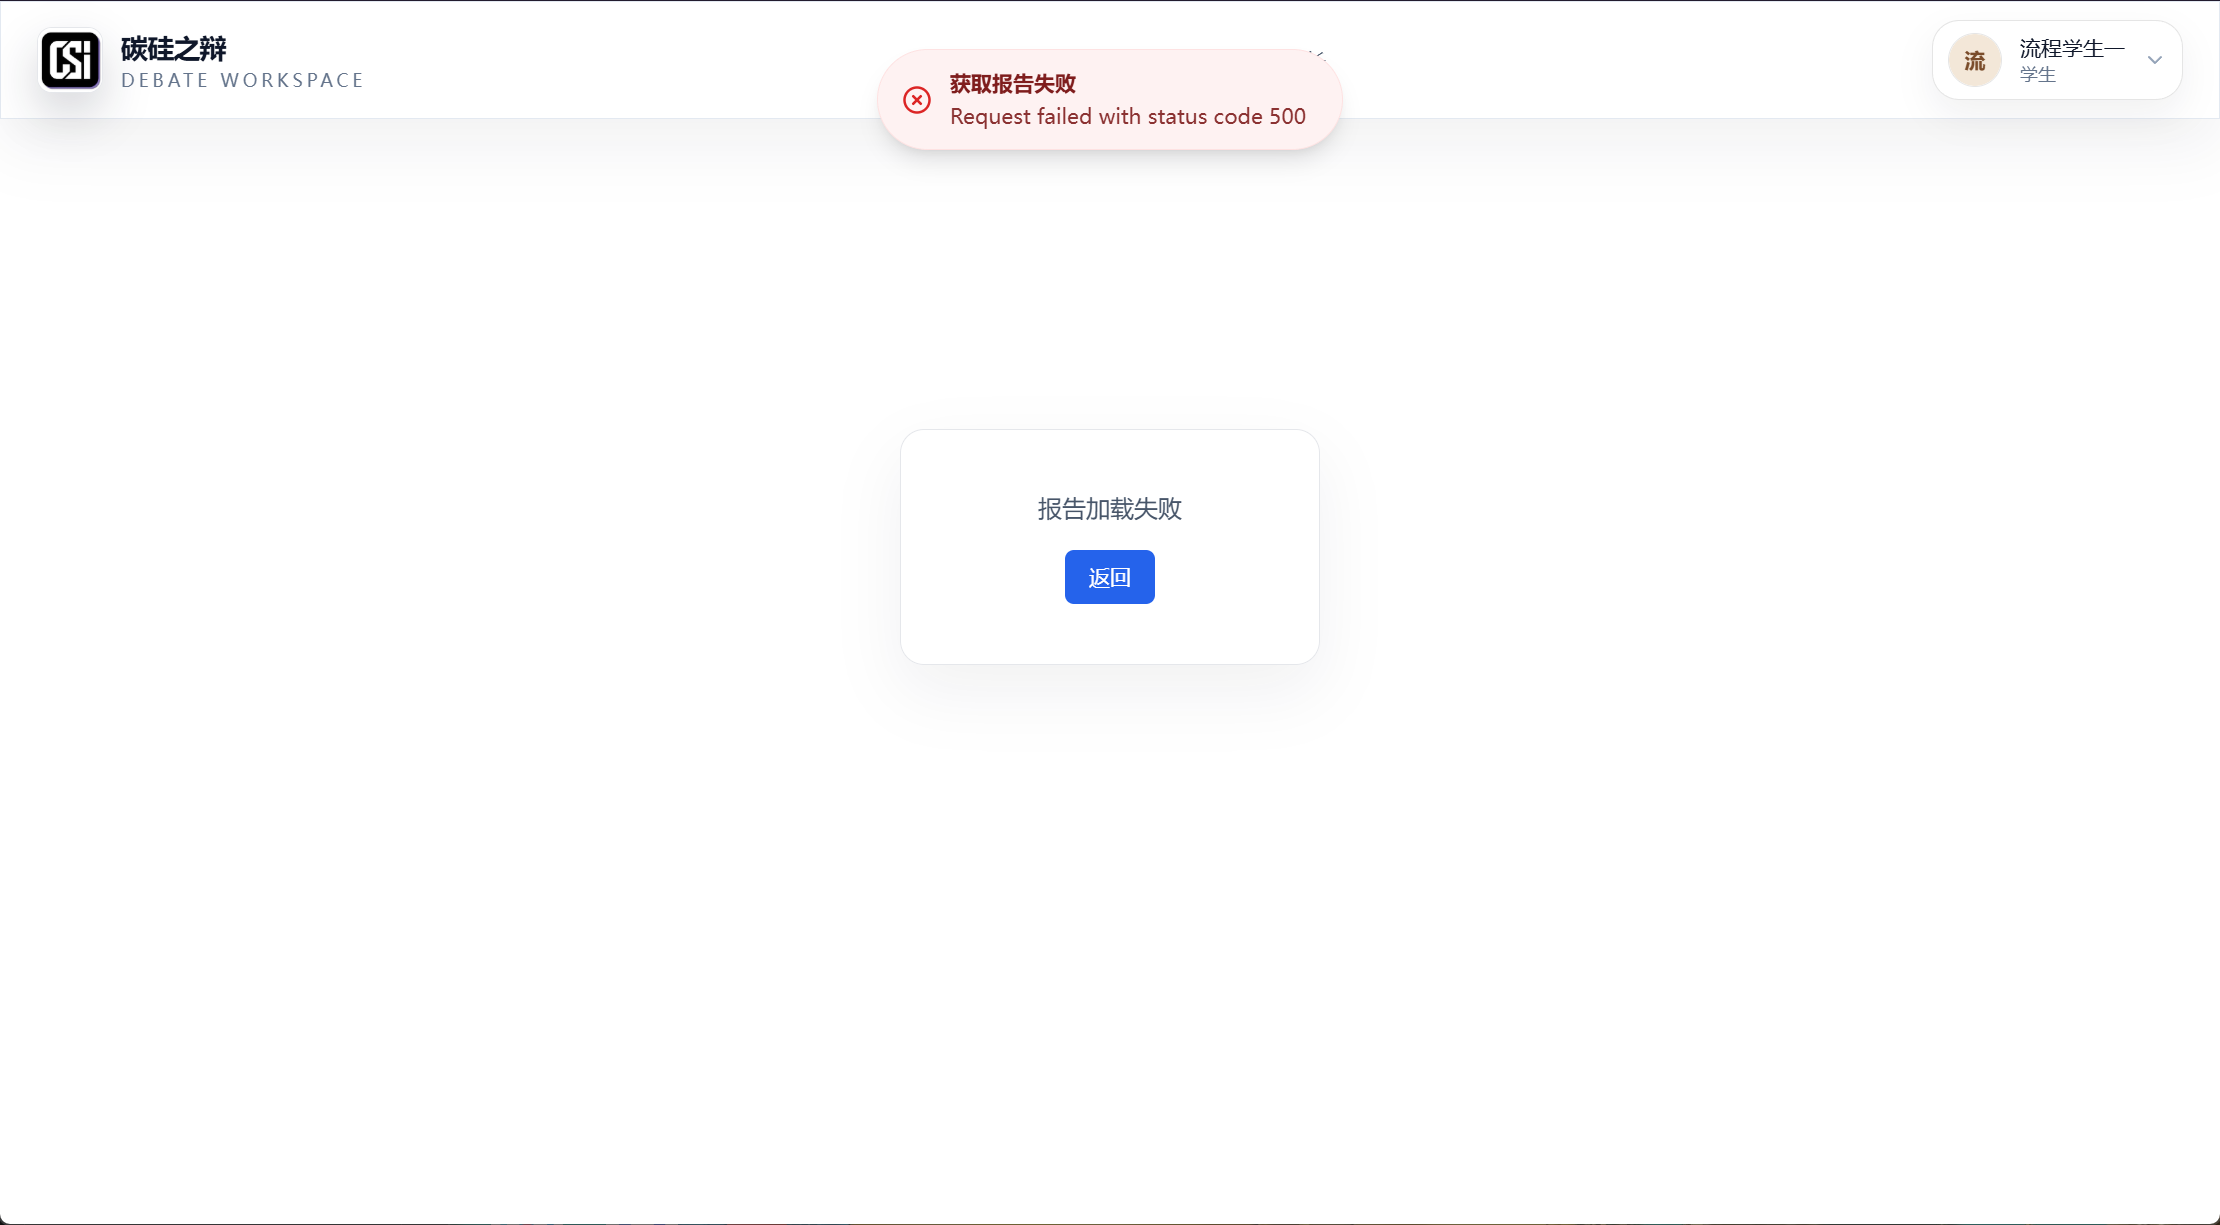 CSi
碳硅之辩
DEBATE WORKSPACE
获取报告失败
Request failed with status code 500
流
流程学生一
学生
报告加载失败
返回